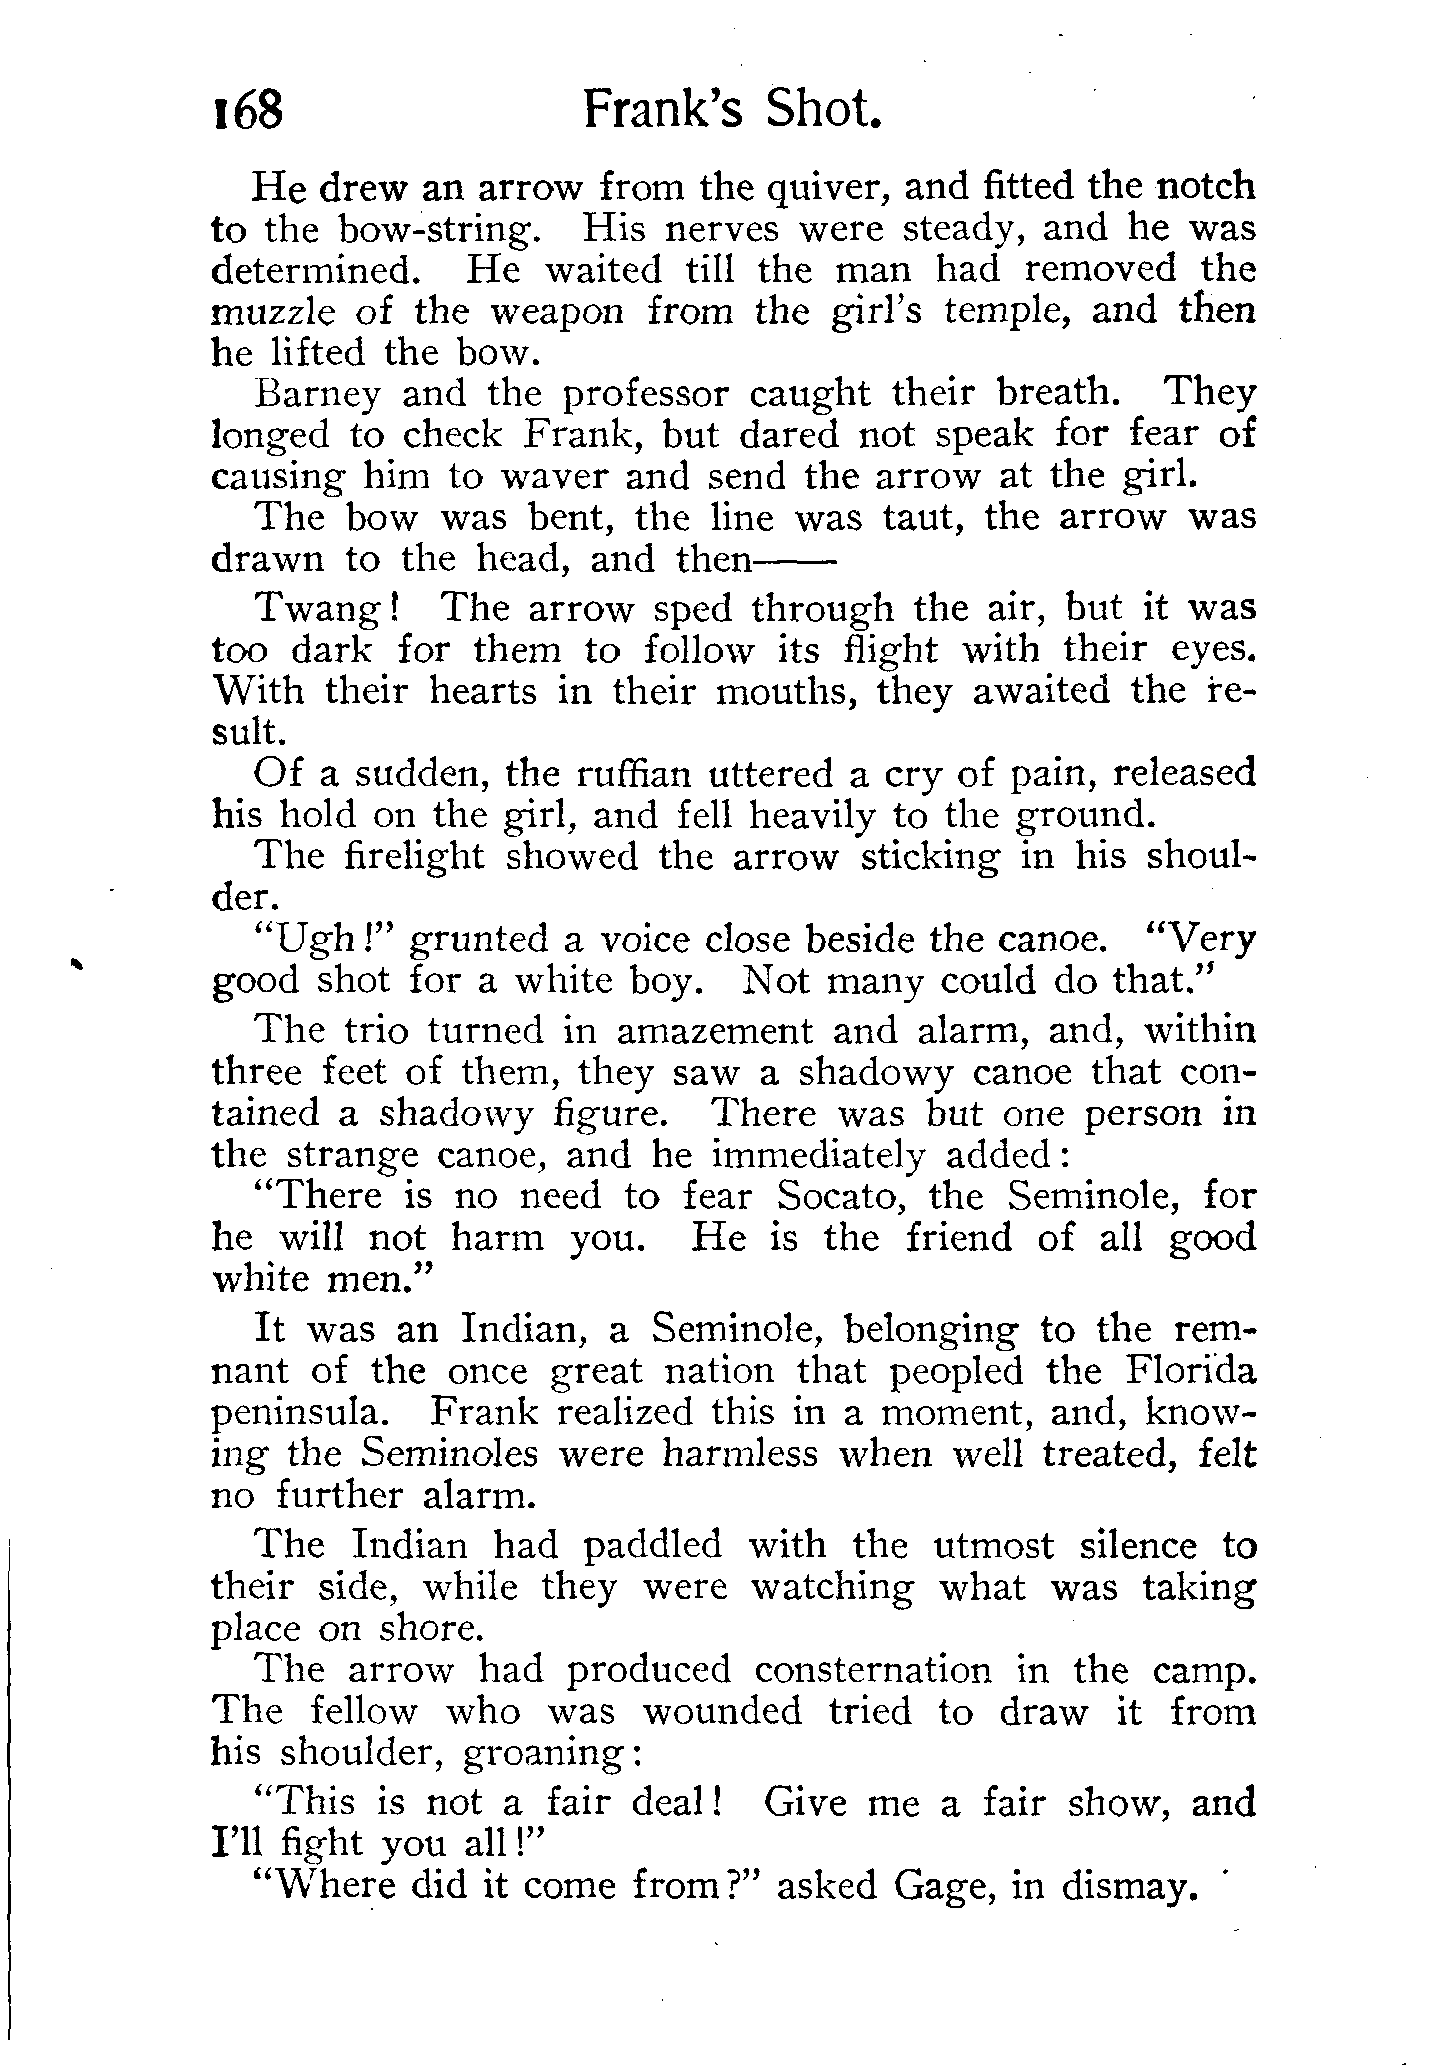 168 Frank's Shot.
He drew an arrow from the quiver, and fitted the notch
to the bow-string. His nerves were steady, and he was
determined. He waited till the man had removed the
muzzle of the weapon from the girl's temple, and then
he lifted the bow.
Barney and the professor caught their breath. They
longed to check Frank, but dared not speak for fear of
causing him to waver and send the arrow at the girl.
The bow was bent, the line was taut, the arrow was
drawn to the head, and then——
Twang! The arrow sped through the air, but it was
too dark for them to follow its flight with their eyes.
With their hearts in their mouths, they awaited the re-
sult.
Of a sudden, the ruffian uttered a cry of pain, released
his hold on the girl, and fell heavily to the ground.
The firelight showed the arrow sticking in his shoul-
der.
"Ugh!" grunted a voice close beside the canoe. "Very
good shot for a white boy. Not many could do that."
The trio turned in amazement and alarm, and, within
three feet of them, they saw a shadowy canoe that con-
tained a shadowy figure. There was but one person in
the strange canoe, and he immediately added:
"There is no need to fear Socato, the Seminole, for
he will not harm you. He is the friend of all good
white men."
It was an Indian, a Seminole, belonging to the rem-
nant of the once great nation that peopled the Florida
peninsula. Frank realized this in a moment, and, know-
ing the Seminoles were harmless when well treated, felt
no further alarm.
The Indian had paddled with the utmost silence to
their side, while they were watching what was taking
place on shore.
The arrow had produced consternation in the camp.
The fellow who was wounded tried to draw it from
his shoulder, groaning:
"This is not a fair deal! Give me a fair show, and
I'll fight you all!"
"Where did it come from?" asked Gage, in dismay.